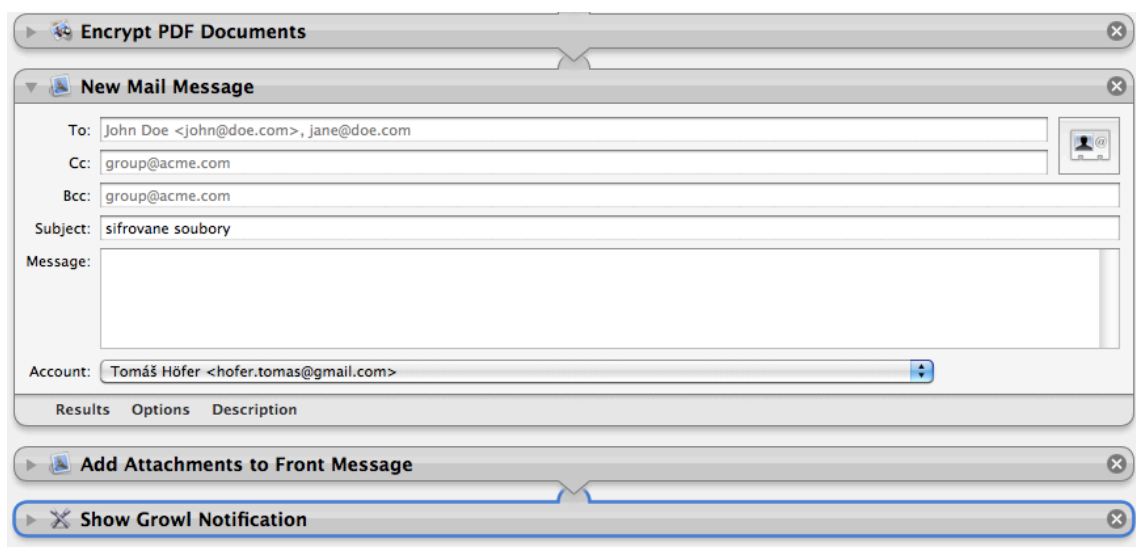 Encrypt PDF Documents
New Mail Message
To: John Doe <john@doe.com>, jane@doe.com
Cc: group@acme.com
Bcc: group@acme.com
Subject: sifrovane soubory
Message:
Account: Tomáš Höfer <hofer.tomas@gmail.com>
Results Options Description
Add Attachments to Front Message
Show Growl Notification